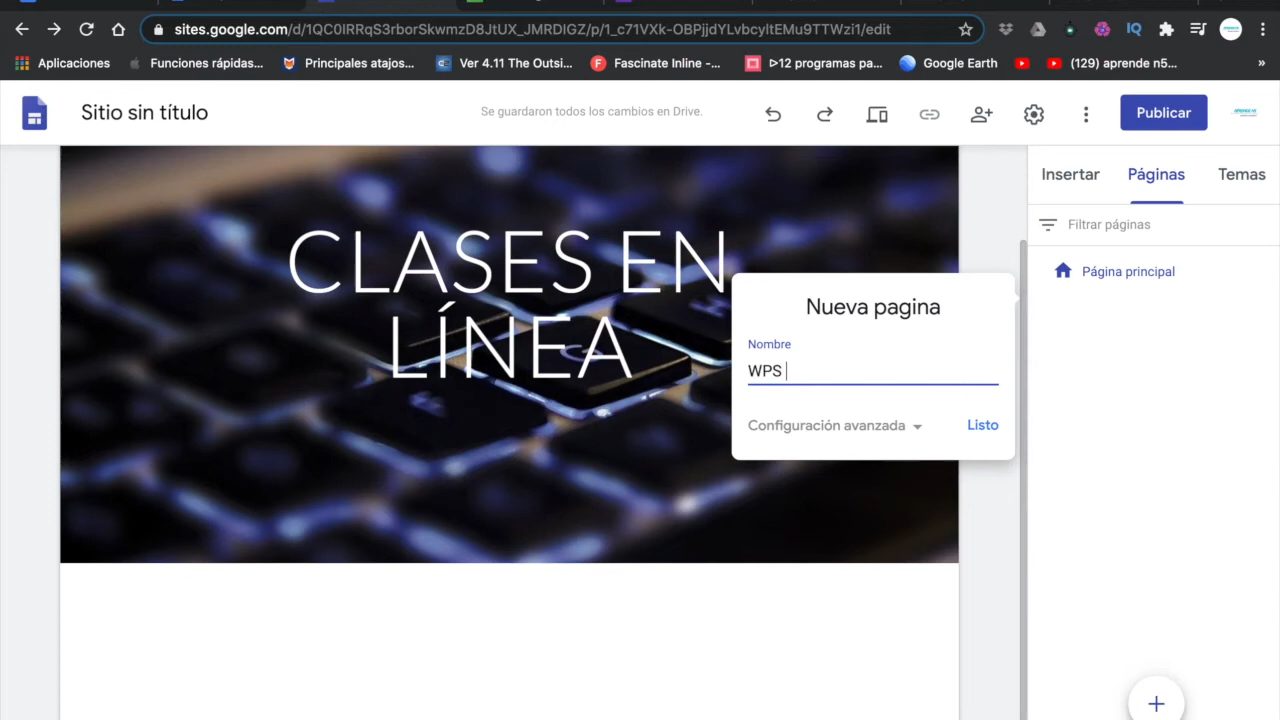 sites.google.com/d/1QC0IRRqS3rborSkwmzD8JtUX_JMRDIGZ/p/1_c71VXk-OBPjjdYLvbcyltEMu9TTWzi1/edit
Aplicaciones
Funciones rápidas...
Principales atajos...
Ver 4.11 The Outsi...
Fascinate Inline -...
▷12 programas pa...
Google Earth
(129) aprende n5...
»
Sitio sin título
Se guardaron todos los cambios en Drive.
Publicar
Insertar
Páginas
Temas
Filtrar páginas
Página principal
CLASES EN
LÍNEA
Nueva pagina
Nombre
WPS
Configuración avanzada
Listo